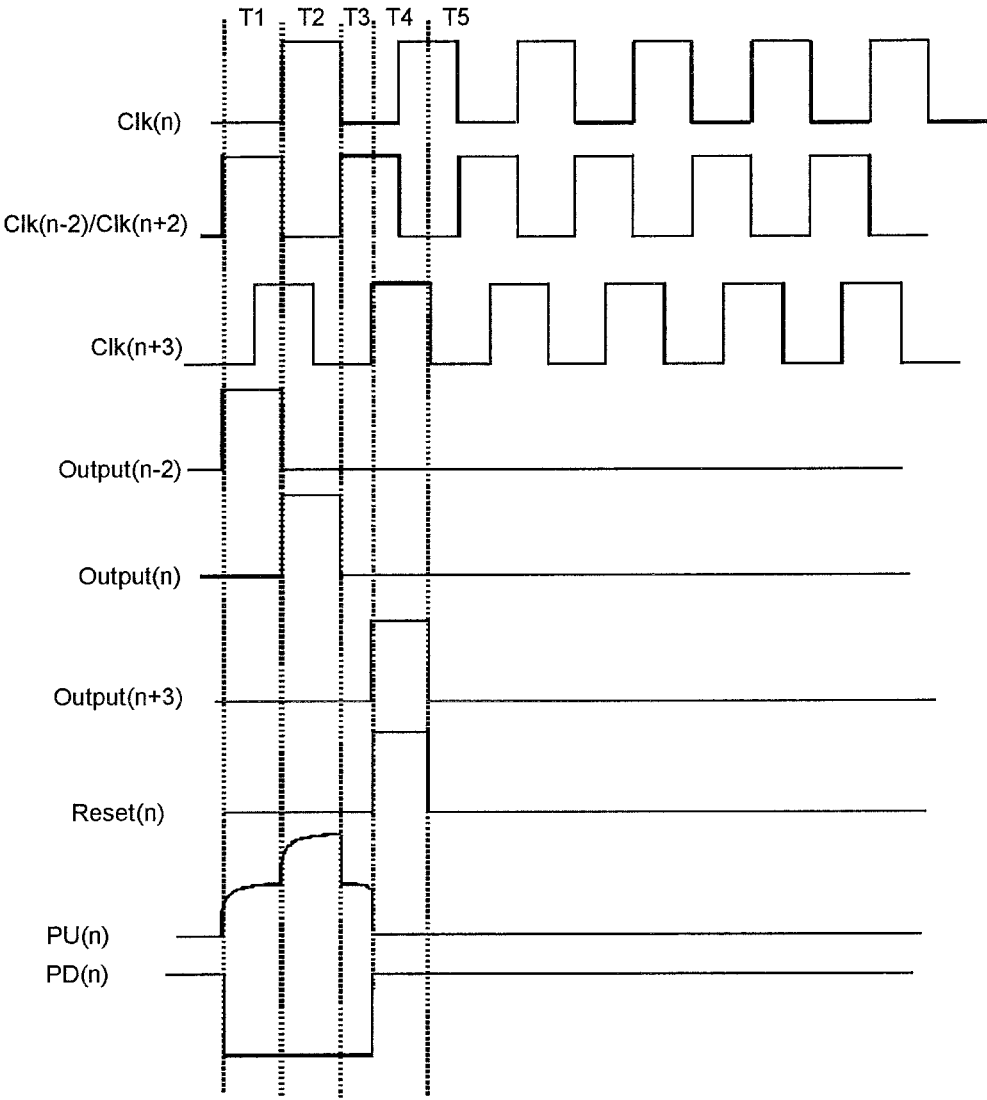 T1 T2 T3 T4 T5
Clk(n)
Clk(n-2)/Clk(n+2)
Clk(n+3)
Output(n-2)
Output(n)
Output(n+3)
Reset(n)
PU(n)
PD(n)